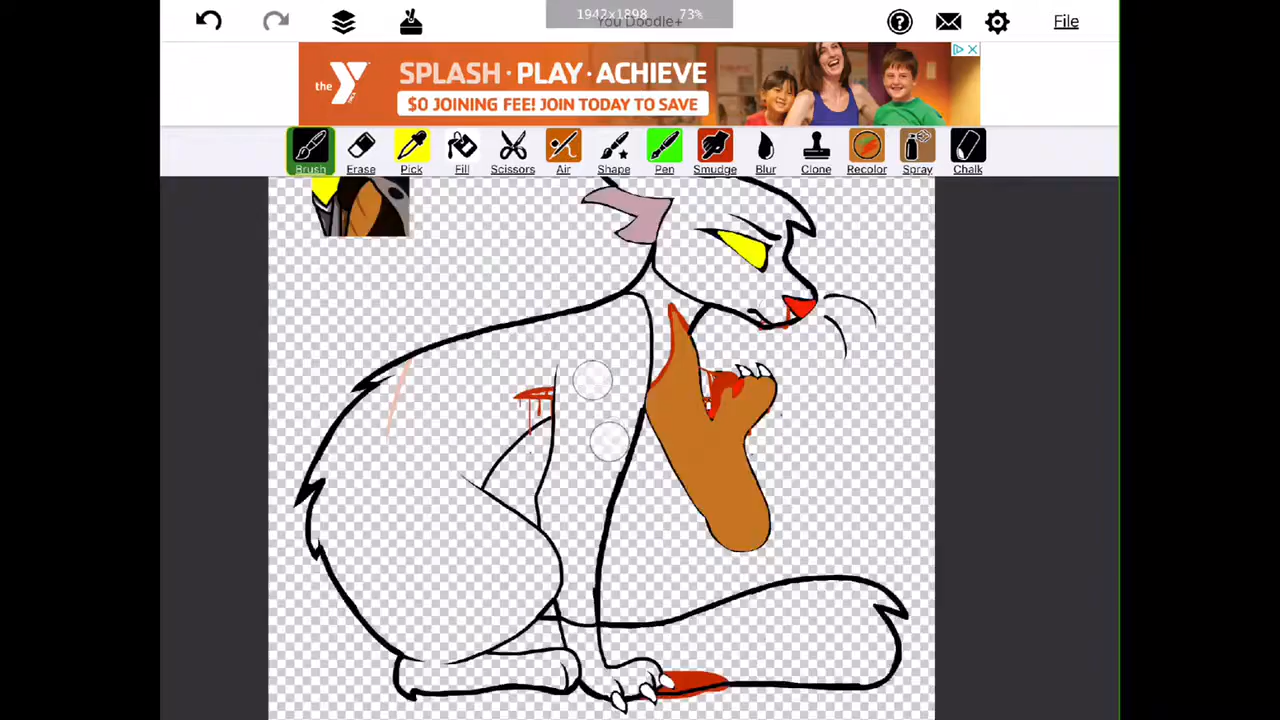 1942x1898 73%
You Doodle+
File
the Y
SPLASH · PLAY · ACHIEVE
$0 JOINING FEE! JOIN TODAY TO SAVE
Brush Erase Pick Fill Scissors Air Shape Pen Smudge Blur Clone Recolor Spray Chalk